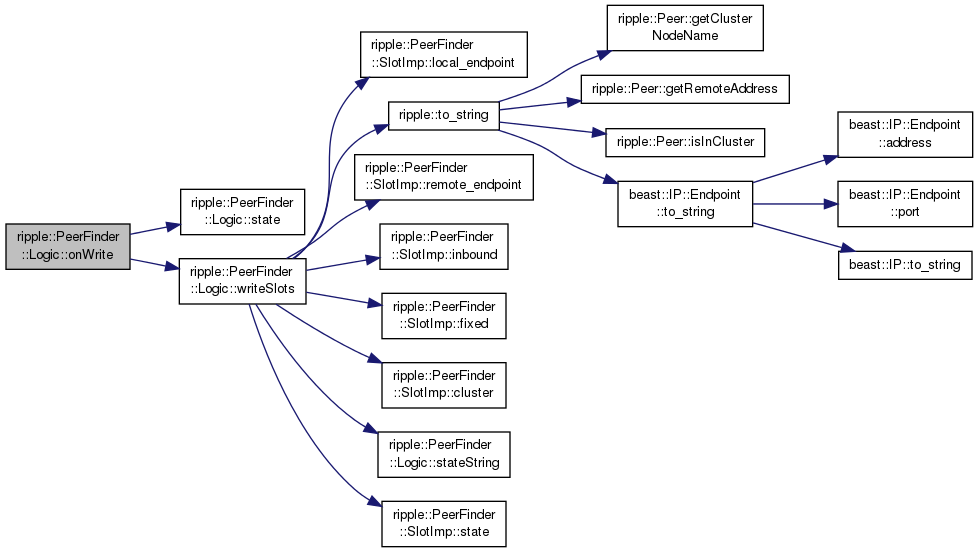 ripple::PeerFinder
::Logic::onWrite
ripple::PeerFinder
::Logic::state
ripple::PeerFinder
::Logic::writeSlots
ripple::PeerFinder
::SlotImp::local_endpoint
ripple::to_string
ripple::PeerFinder
::SlotImp::remote_endpoint
ripple::PeerFinder
::SlotImp::inbound
ripple::PeerFinder
::SlotImp::fixed
ripple::PeerFinder
::SlotImp::cluster
ripple::PeerFinder
::Logic::stateString
ripple::PeerFinder
::SlotImp::state
ripple::Peer::getCluster
NodeName
ripple::Peer::getRemoteAddress
ripple::Peer::isInCluster
beast::IP::Endpoint
::to_string
beast::IP::Endpoint
::address
beast::IP::Endpoint
::port
beast::IP::to_string